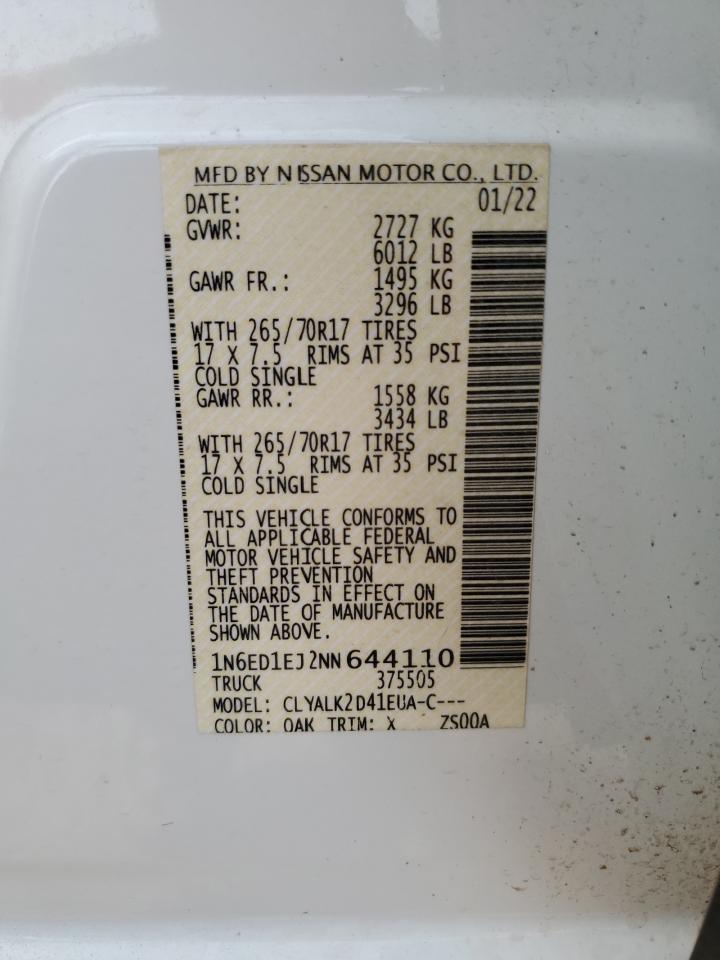 MFD BY NISSAN MOTOR CO., LTD.
DATE: 01/22
GVWR: 2727 KG
6012 LB
GAWR FR.: 1495 KG
3296 LB
WITH 265/70R17 TIRES
17 X 7.5 RIMS AT 35 PSI
COLD SINGLE
GAWR RR.: 1558 KG
3434 LB
WITH 265/70R17 TIRES
17 X 7.5 RIMS AT 35 PSI
COLD SINGLE
THIS VEHICLE CONFORMS TO
ALL APPLICABLE FEDERAL
MOTOR VEHICLE SAFETY AND
THEFT PREVENTION
STANDARDS IN EFFECT ON
THE DATE OF MANUFACTURE
SHOWN ABOVE.
1N6ED1EJ2NN644110
TRUCK 375505
MODEL: CLYALK2D41EUA-C---
COLOR: QAK TRIM: X ZS00A